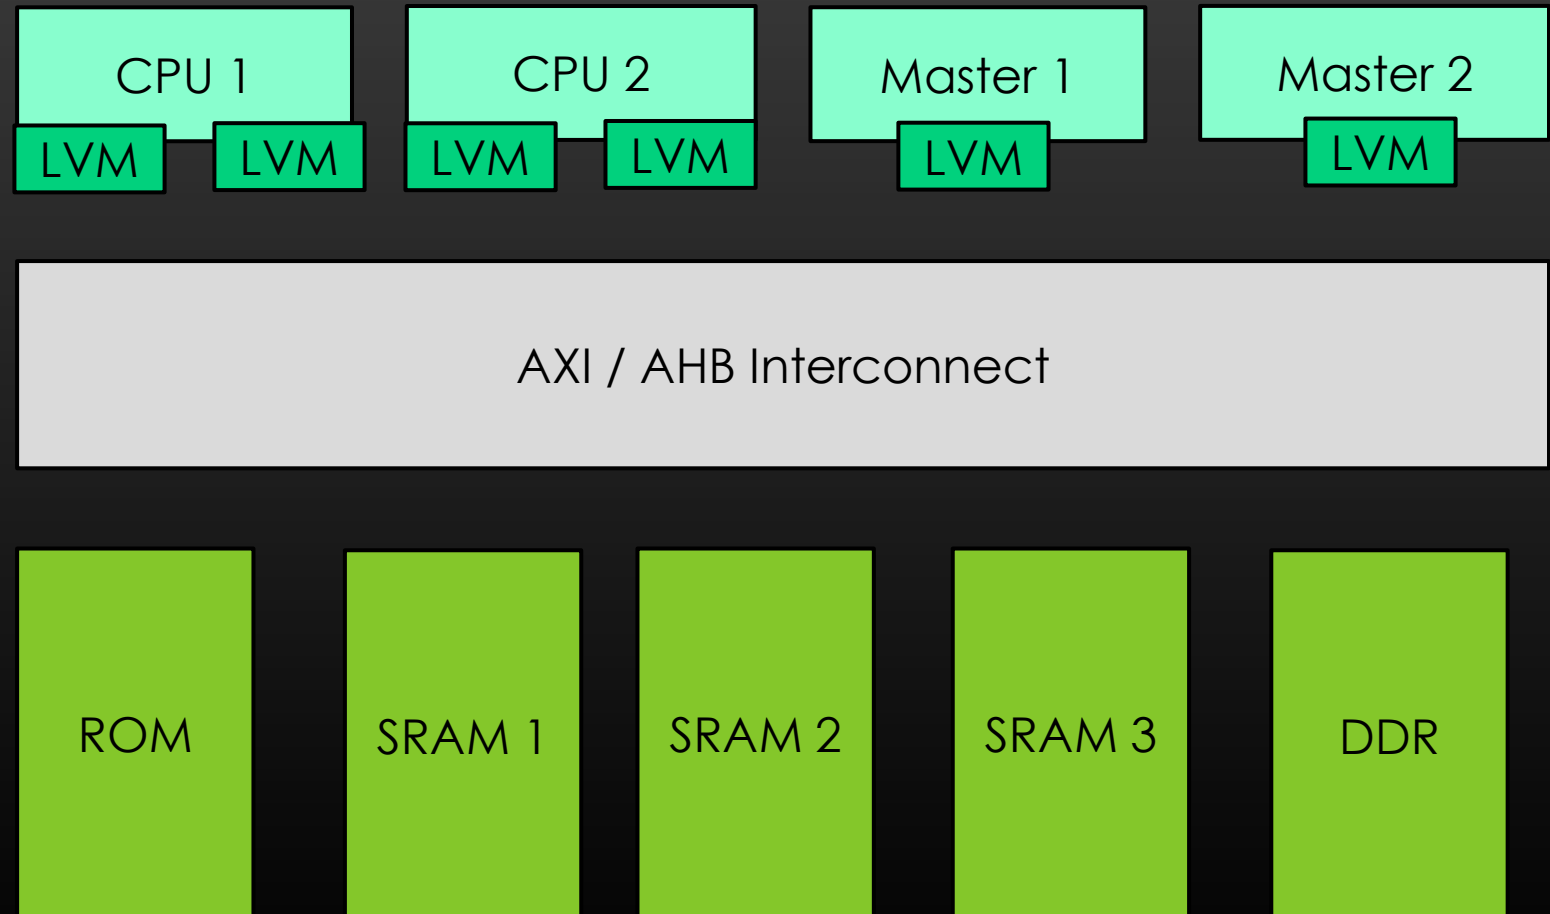 CPU 1
CPU 2
Master 1
Master 2
LVM
LVM
LVM
LVM
LVM
LVM
AXI / AHB Interconnect
ROM
SRAM 1
SRAM 2
SRAM 3
DDR